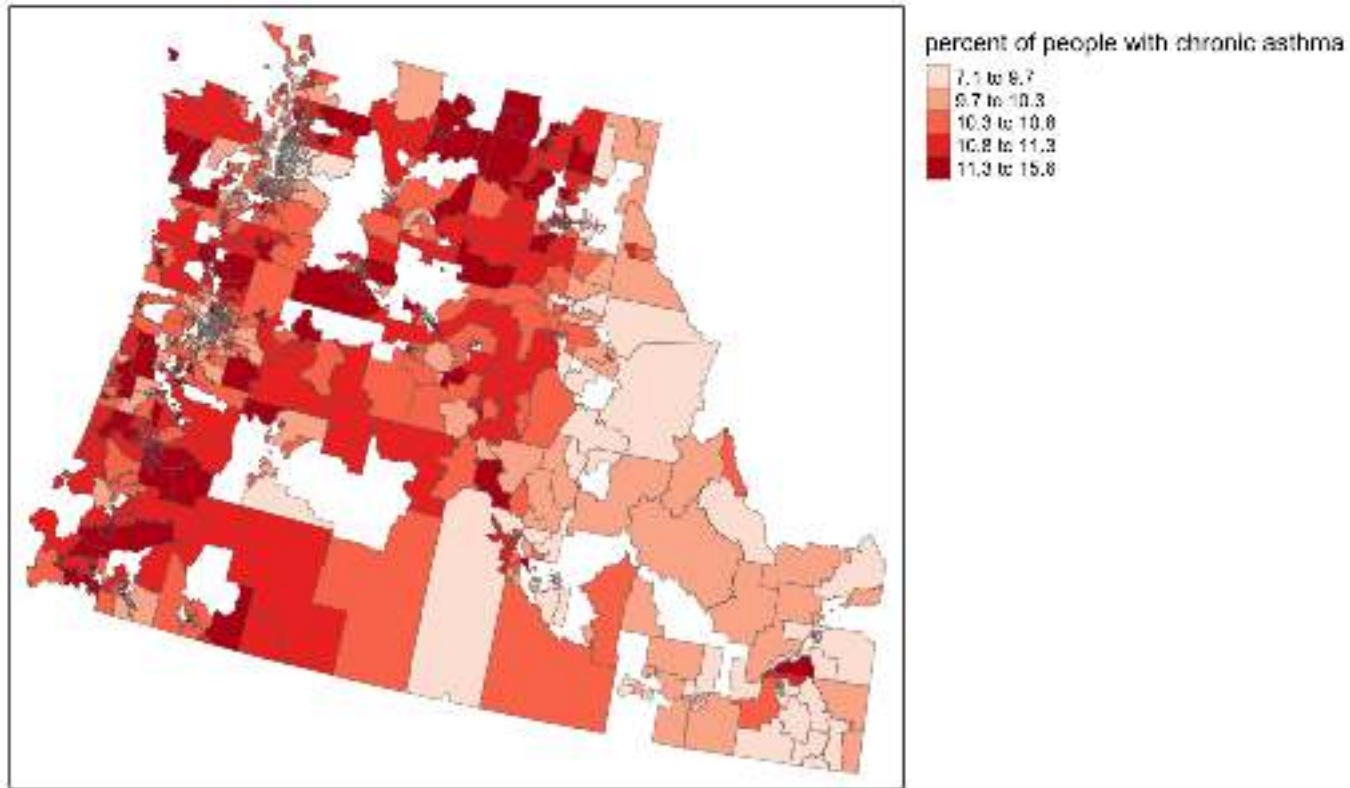 percent of people with chronic asthma
7.1 to 9.7
9.7 to 10.3
10.3 to 10.8
10.8 to 11.3
11.3 to 15.8